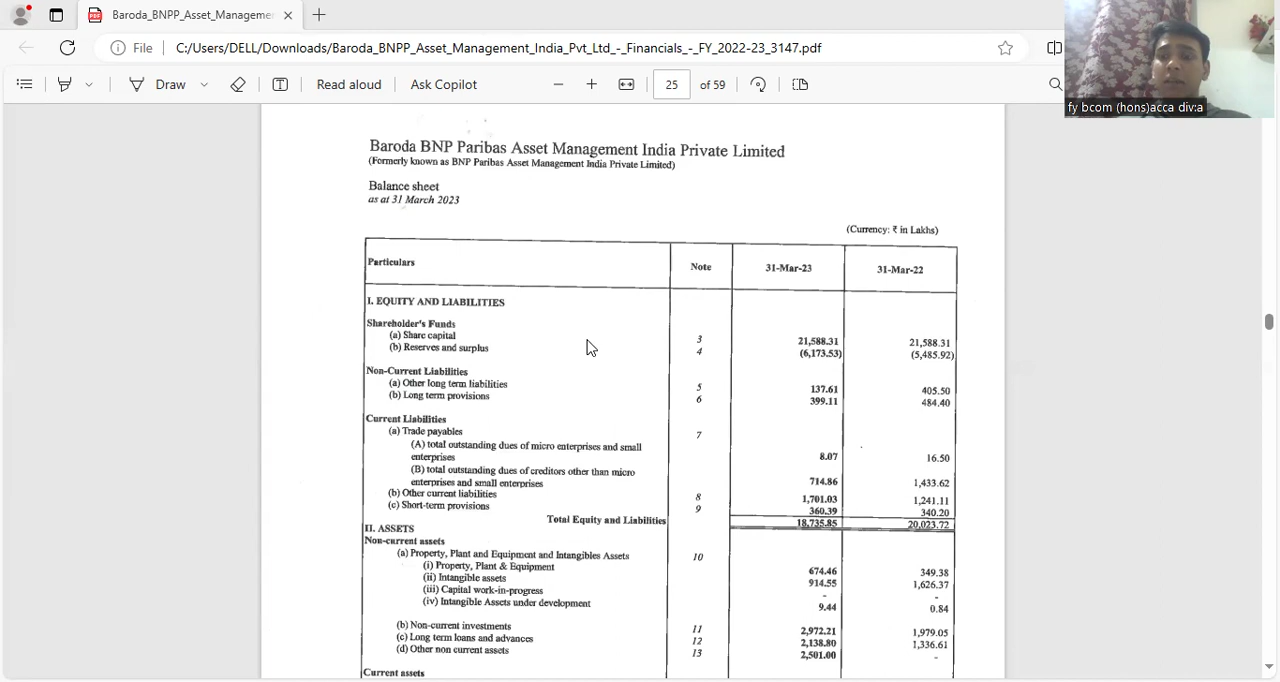 Baroda_BNPP_Asset_Managemen
File C:/Users/DELL/Downloads/Baroda_BNPP_Asset_Management_India_Pvt_Ltd_-_Financials_-_FY_2022-23_3147.pdf
Draw Read aloud Ask Copilot 25 of 59
fy bcom (hons)acca div:a
Baroda BNP Paribas Asset Management India Private Limited
(Formerly known as BNP Paribas Asset Management India Private Limited)
Balance sheet
as at 31 March 2023
(Currency: ₹ in Lakhs)
Particulars Note 31-Mar-23 31-Mar-22
I. EQUITY AND LIABILITIES
Shareholder's Funds
(a) Share capital 3 21,588.31 21,588.31
(b) Reserves and surplus 4 (6,173.53) (5,485.92)
Non-Current Liabilities
(a) Other long term liabilities 5 137.61 405.50
(b) Long term provisions 6 399.11 484.40
Current Liabilities
(a) Trade payables 7
(A) total outstanding dues of micro enterprises and small
enterprises 8.07 16.50
(B) total outstanding dues of creditors other than micro
enterprises and small enterprises 714.86 1,433.62
(b) Other current liabilities 8 1,701.03 1,241.11
(c) Short-term provisions 9 360.39 340.20
Total Equity and Liabilities 18,735.85 20,023.72
II. ASSETS
Non-current assets
(a) Property, Plant and Equipment and Intangibles Assets 10
(i) Property, Plant & Equipment 674.46 349.38
(ii) Intangible assets 914.55 1,626.37
(iii) Capital work-in-progress - -
(iv) Intangible Assets under development 9.44 0.84
(b) Non-current investments 11 2,972.21 1,979.05
(c) Long term loans and advances 12 2,138.80 1,336.61
(d) Other non current assets 13 2,501.00 -
Current assets